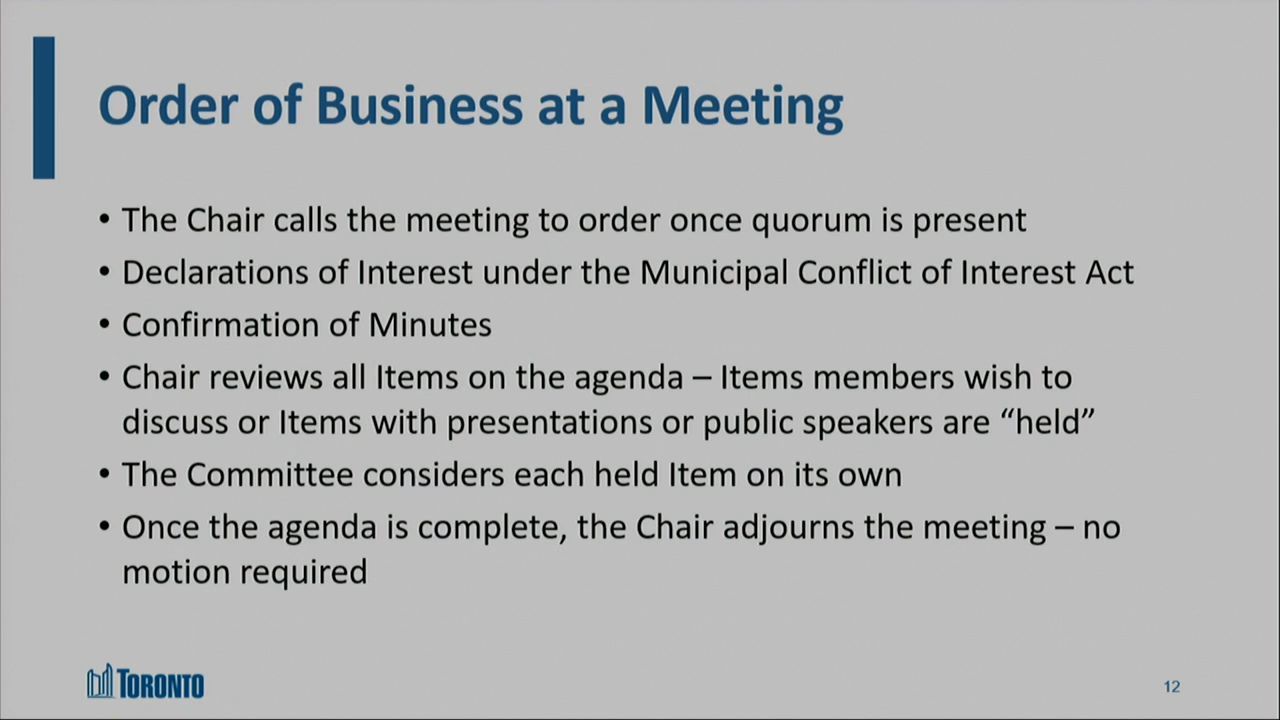 Order of Business at a Meeting
• The Chair calls the meeting to order once quorum is present
• Declarations of Interest under the Municipal Conflict of Interest Act
• Confirmation of Minutes
• Chair reviews all Items on the agenda – Items members wish to
discuss or Items with presentations or public speakers are “held”
• The Committee considers each held Item on its own
• Once the agenda is complete, the Chair adjourns the meeting – no
motion required
TORONTO
12